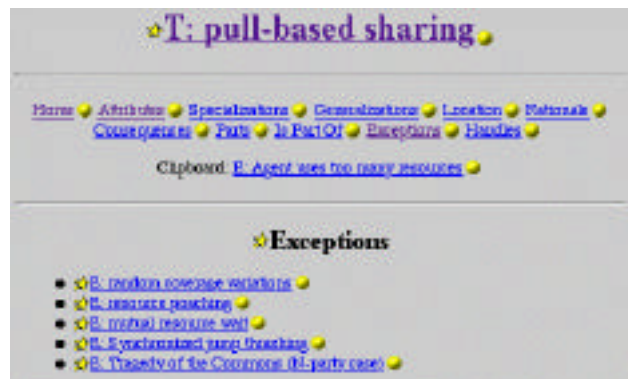 T: pull-based sharing
Home Attributes Specializations Generalizations Location Rationale
Consequences Parts Is Part Of Exceptions Handles
Clipboard: E: Agent uses too many resources
Exceptions
E: random coverage variations
E: resource poaching
E: mutual resource wait
E: Synchronized jump thrashing
E: Tragedy of the Commons (N-party case)